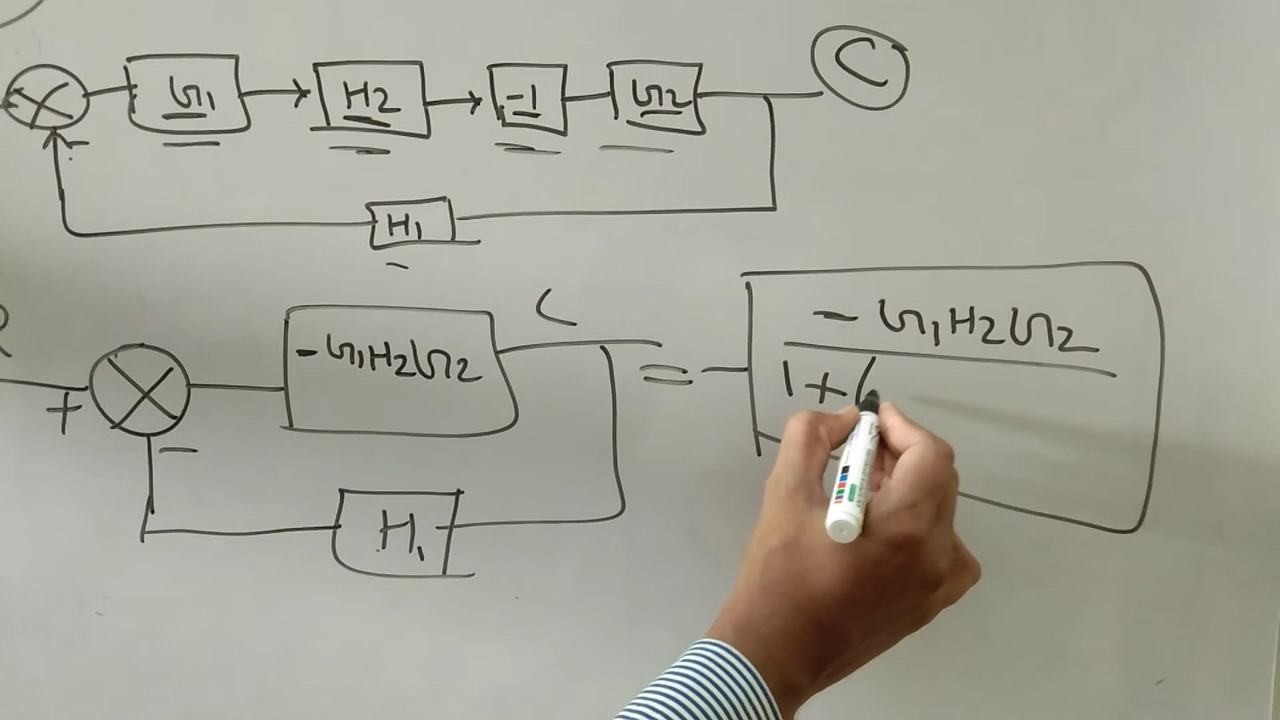 G1 H2 -1 G2 C
-
H1
R + - -G1H2G2 C = -G1H2G2
1+(
H1